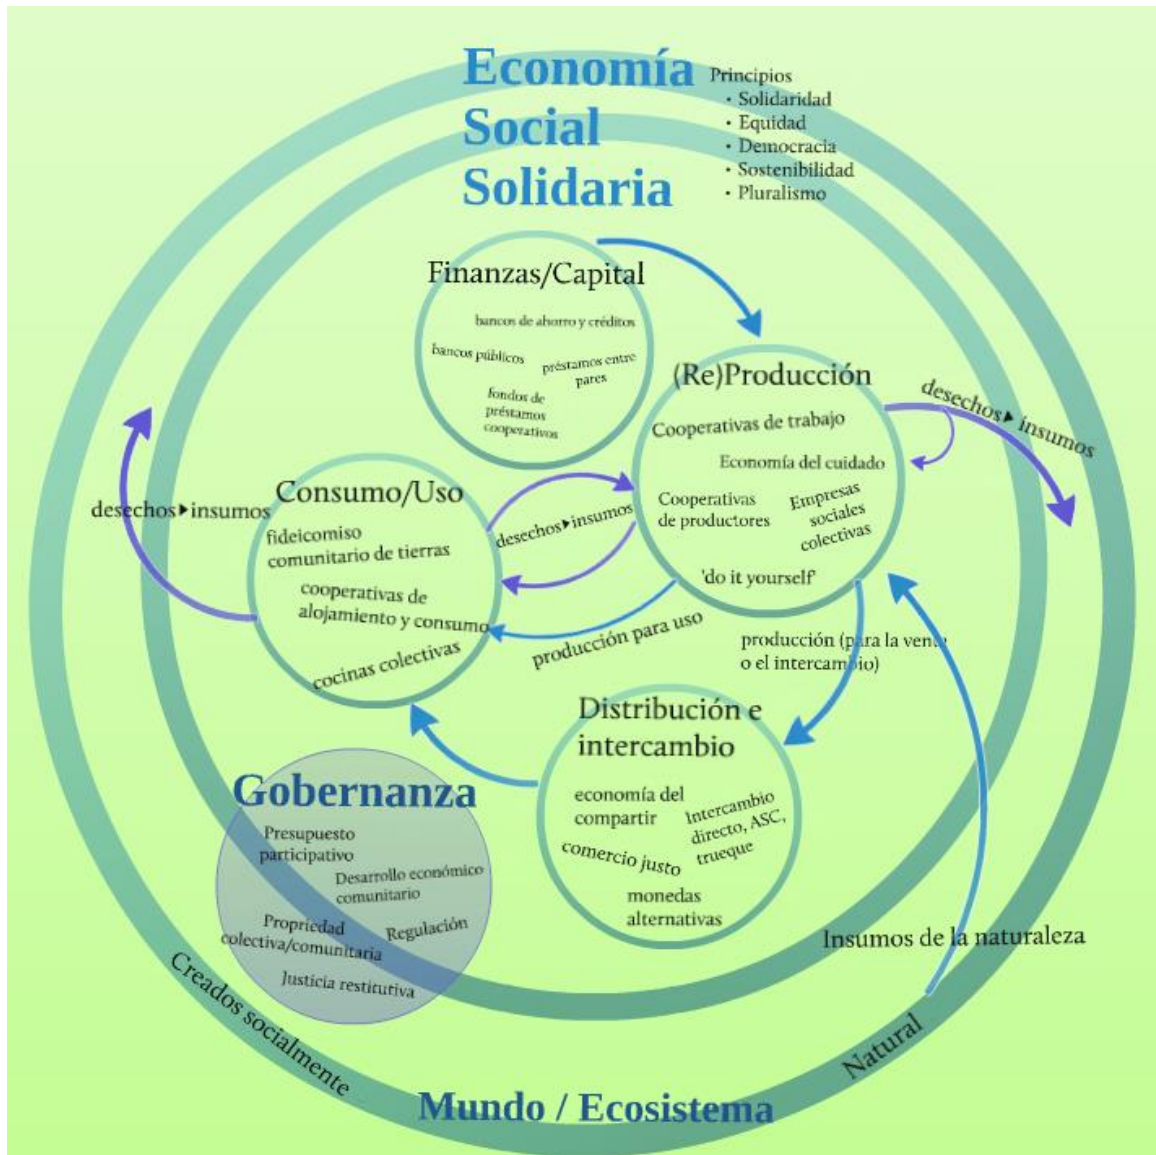 Economía
Social
Solidaria
Principios
• Solidaridad
• Equidad
• Democracia
• Sostenibilidad
• Pluralismo
Finanzas/Capital
bancos de ahorro y créditos
bancos públicos
préstamos entre
pares
fondos de
préstamos
cooperativos
(Re)Producción
Cooperativas de trabajo
Economía del cuidado
Cooperativas
de productores
Empresas
sociales
colectivas
'do it yourself'
desechos▶insumos
Consumo/Uso
fideicomiso
comunitario de tierras
cooperativas de
alojamiento y consumo
cocinas colectivas
desechos▶insumos
desechos▶insumos
producción para uso
producción (para la venta
o el intercambio)
Distribución e
intercambio
economía del
compartir
Intercambio
directo, ASC,
trueque
comercio justo
monedas
alternativas
Gobernanza
Presupuesto
participativo
Desarrollo económico
comunitario
Propriedad
colectiva/comunitaria
Regulación
Justicia restitutiva
Insumos de la naturaleza
Creados socialmente
Natural
Mundo / Ecosistema